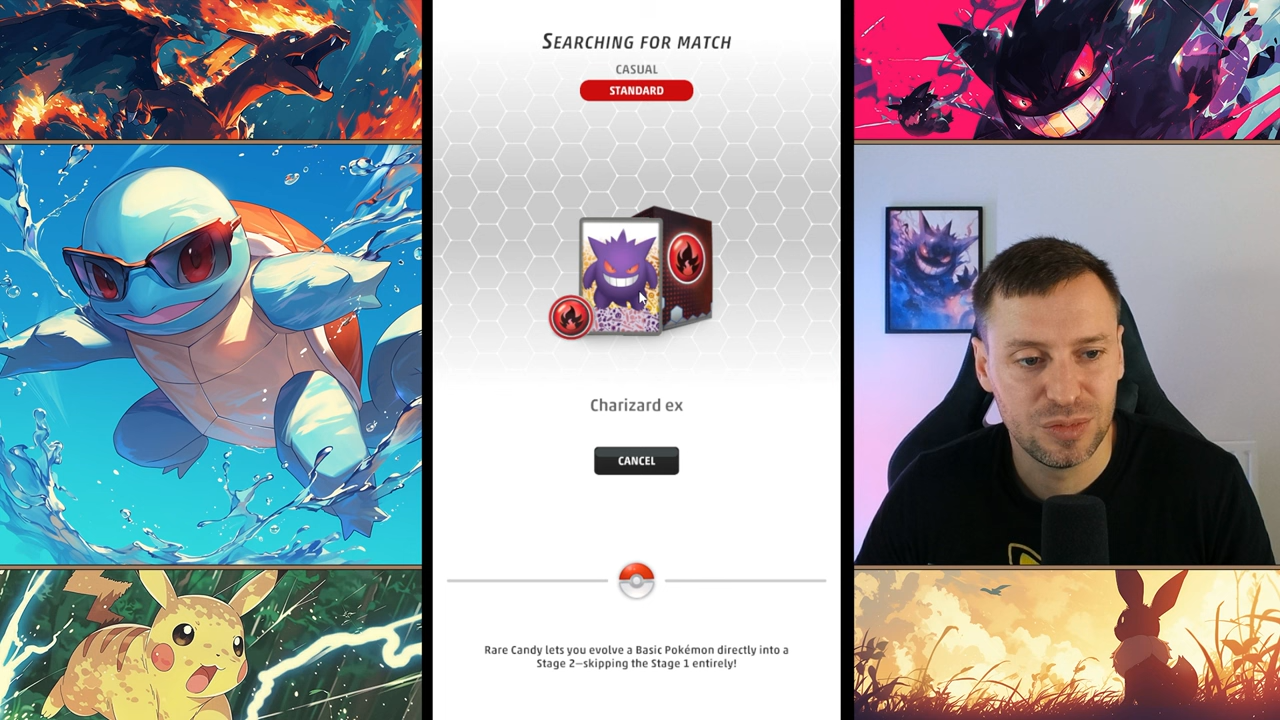 SEARCHING FOR MATCH
CASUAL
STANDARD
Charizard ex
CANCEL
Rare Candy lets you evolve a Basic Pokémon directly into a
Stage 2—skipping the Stage 1 entirely!